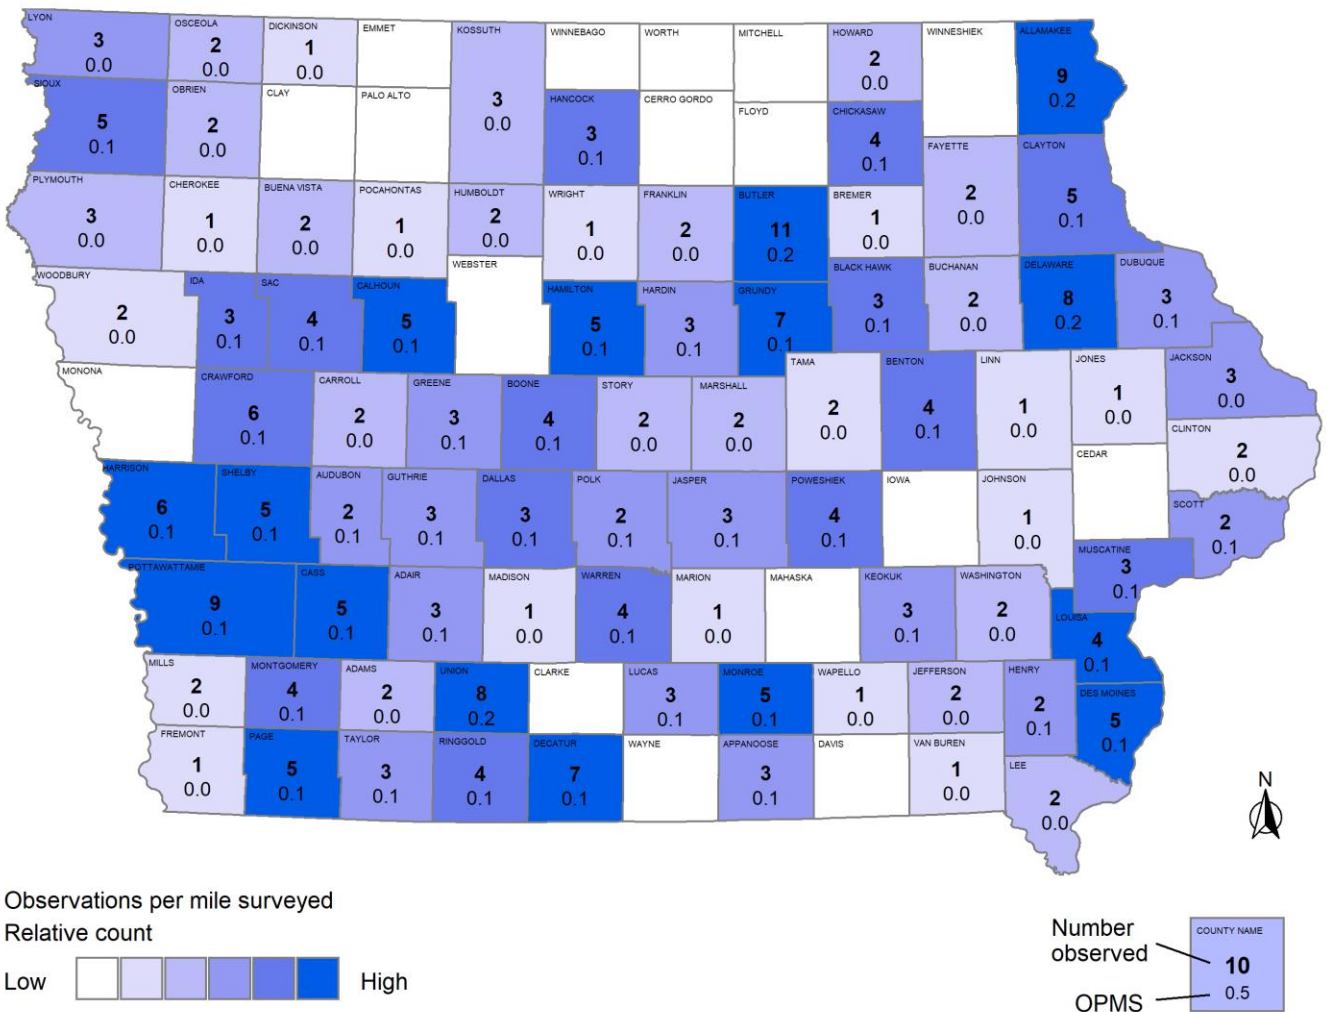 LYON
3
0.0
OSCEOLA
2
0.0
DICKINSON
1
0.0
EMMET
KOSSUTH
3
0.0
WINNEBAGO
WORTH
MITCHELL
HOWARD
2
0.0
WINNESHIEK
ALLAMAKEE
9
0.2
SIOUX
5
0.1
OBRIEN
2
0.0
CLAY
PALO ALTO
HANCOCK
3
0.1
CERRO GORDO
FLOYD
CHICKASAW
4
0.1
FAYETTE
2
0.0
CLAYTON
5
0.1
PLYMOUTH
3
0.0
CHEROKEE
1
0.0
BUENA VISTA
2
0.0
POCAHONTAS
1
0.0
HUMBOLDT
2
0.0
WRIGHT
1
0.0
FRANKLIN
2
0.0
BUTLER
11
0.2
BREMER
1
0.0
WOODBURY
2
0.0
IDA
3
0.1
SAC
4
0.1
CALHOUN
5
0.1
WEBSTER
HAMILTON
5
0.1
HARDIN
3
0.1
GRUNDY
7
0.1
BLACK HAWK
3
0.1
BUCHANAN
2
0.0
DELAWARE
8
0.2
DUBUQUE
3
0.1
MONONA
CRAWFORD
6
0.1
CARROLL
2
0.0
GREENE
3
0.1
BOONE
4
0.1
STORY
2
0.0
MARSHALL
2
0.0
TAMA
2
0.0
BENTON
4
0.1
LINN
1
0.0
JONES
1
0.0
JACKSON
3
0.0
CLINTON
2
0.0
CEDAR
HARRISON
6
0.1
SHELBY
5
0.1
AUDUBON
2
0.1
GUTHRIE
3
0.1
DALLAS
3
0.1
POLK
2
0.1
JASPER
3
0.1
POWESHIEK
4
0.1
IOWA
JOHNSON
1
0.0
SCOTT
2
0.1
MUSCATINE
3
0.1
POTTAWATTAMIE
9
0.1
CASS
5
0.1
ADAIR
3
0.1
MADISON
1
0.0
WARREN
4
0.1
MARION
1
0.0
MAHASKA
KEOKUK
3
0.1
WASHINGTON
2
0.0
LOUISA
4
0.1
MILLS
2
0.0
MONTGOMERY
4
0.1
ADAMS
2
0.0
UNION
8
0.2
CLARKE
LUCAS
3
0.1
MONROE
5
0.1
WAPELLO
1
0.0
JEFFERSON
2
0.0
HENRY
2
0.1
DES MOINES
5
0.1
FREMONT
1
0.0
PAGE
5
0.1
TAYLOR
3
0.1
RINGGOLD
4
0.1
DECATUR
7
0.1
WAYNE
APPANOOSE
3
0.1
DAVIS
VAN BUREN
1
0.0
LEE
2
0.0
N
Observations per mile surveyed
Relative count
Low
High
Number
observed
OPMS
COUNTY NAME
10
0.5